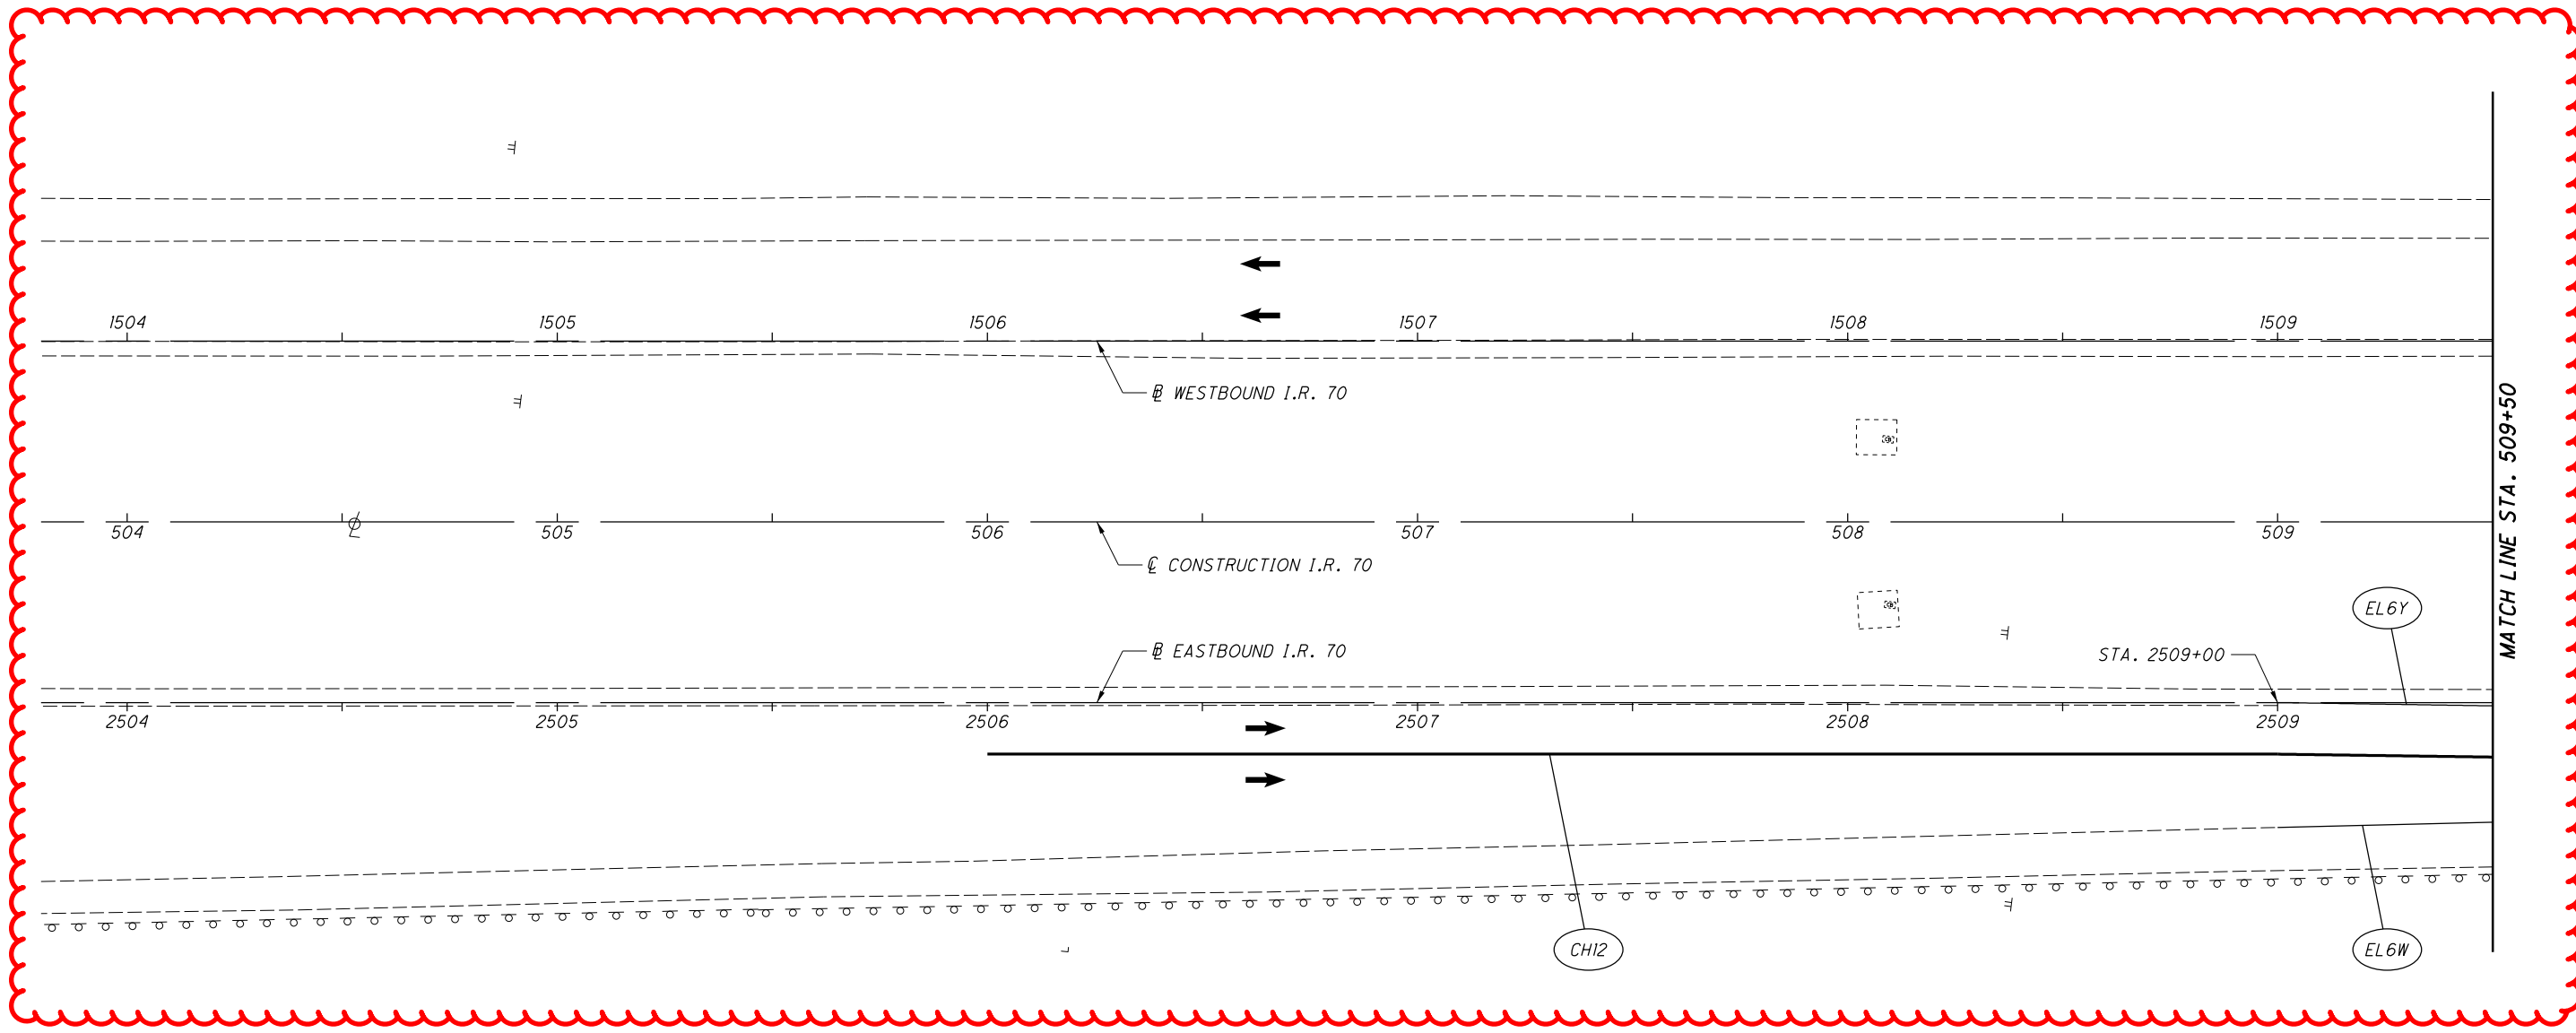 1504 1505 1506 1507 1508 1509
℄ WESTBOUND I.R. 70
504 505 506 507 508 509
℄ CONSTRUCTION I.R. 70
MATCH LINE STA. 509+50
EL6Y
℄ EASTBOUND I.R. 70
STA. 2509+00
2504 2505 2506 2507 2508 2509
CH12
EL6W